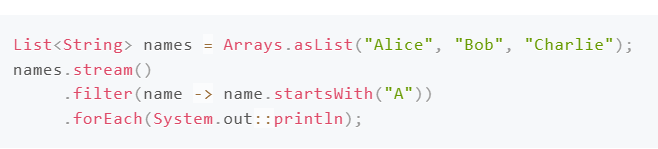 List<String> names = Arrays.asList("Alice", "Bob", "Charlie");
names.stream()
     .filter(name -> name.startsWith("A"))
     .forEach(System.out::println);